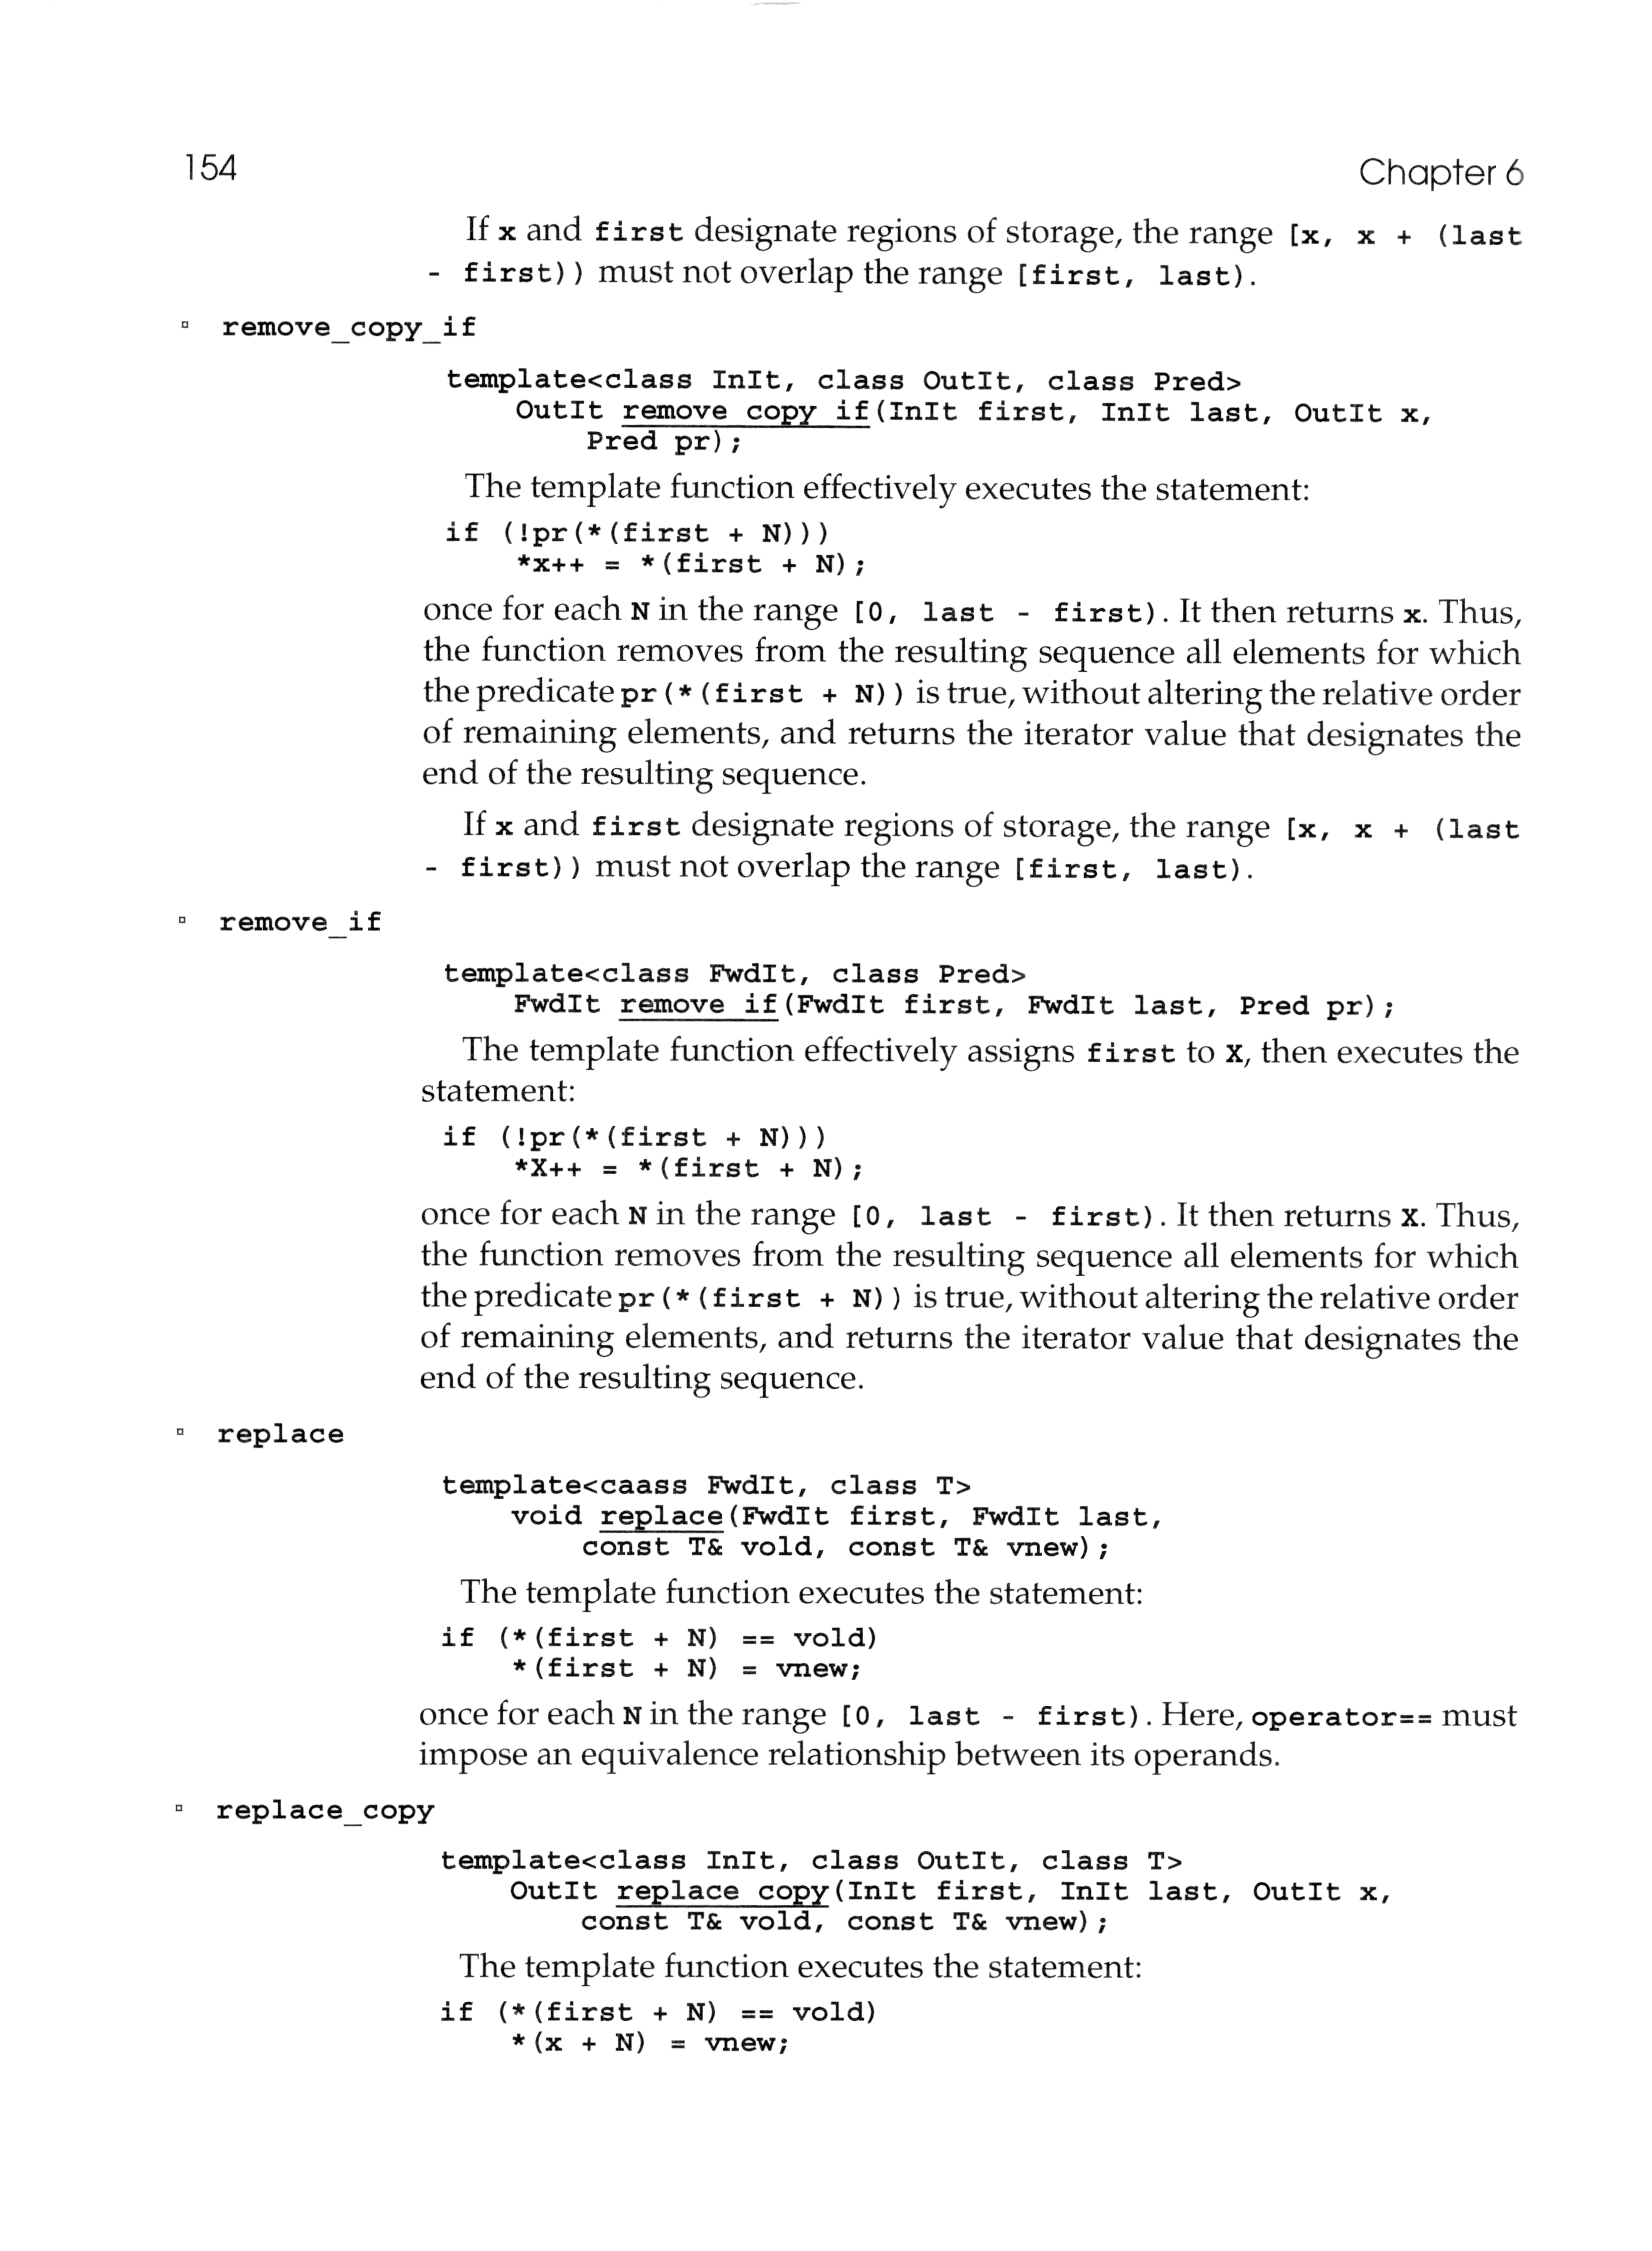 154
Chapter 6
If x and first designate regions of storage, the range [x, x + (last
- first)) must not overlap the range [first, last).
▫ remove_copy_if
template<class InIt, class OutIt, class Pred>
OutIt remove copy if(InIt first, InIt last, OutIt x,
Pred pr);
The template function effectively executes the statement:
if (!pr(*(first + N)))
*x++ = *(first + N);
once for each N in the range [0, last - first). It then returns x. Thus,
the function removes from the resulting sequence all elements for which
the predicate pr(*(first + N)) is true, without altering the relative order
of remaining elements, and returns the iterator value that designates the
end of the resulting sequence.
If x and first designate regions of storage, the range [x, x + (last
- first)) must not overlap the range [first, last).
▫ remove_if
template<class FwdIt, class Pred>
FwdIt remove if(FwdIt first, FwdIt last, Pred pr);
The template function effectively assigns first to X, then executes the
statement:
if (!pr(*(first + N)))
*X++ = *(first + N);
once for each N in the range [0, last - first). It then returns X. Thus,
the function removes from the resulting sequence all elements for which
the predicate pr(*(first + N)) is true, without altering the relative order
of remaining elements, and returns the iterator value that designates the
end of the resulting sequence.
▫ replace
template<caass FwdIt, class T>
void replace(FwdIt first, FwdIt last,
const T& vold, const T& vnew);
The template function executes the statement:
if (*(first + N) == vold)
*(first + N) = vnew;
once for each N in the range [0, last - first). Here, operator== must
impose an equivalence relationship between its operands.
▫ replace_copy
template<class InIt, class OutIt, class T>
OutIt replace copy(InIt first, InIt last, OutIt x,
const T& vold, const T& vnew);
The template function executes the statement:
if (*(first + N) == vold)
*(x + N) = vnew;